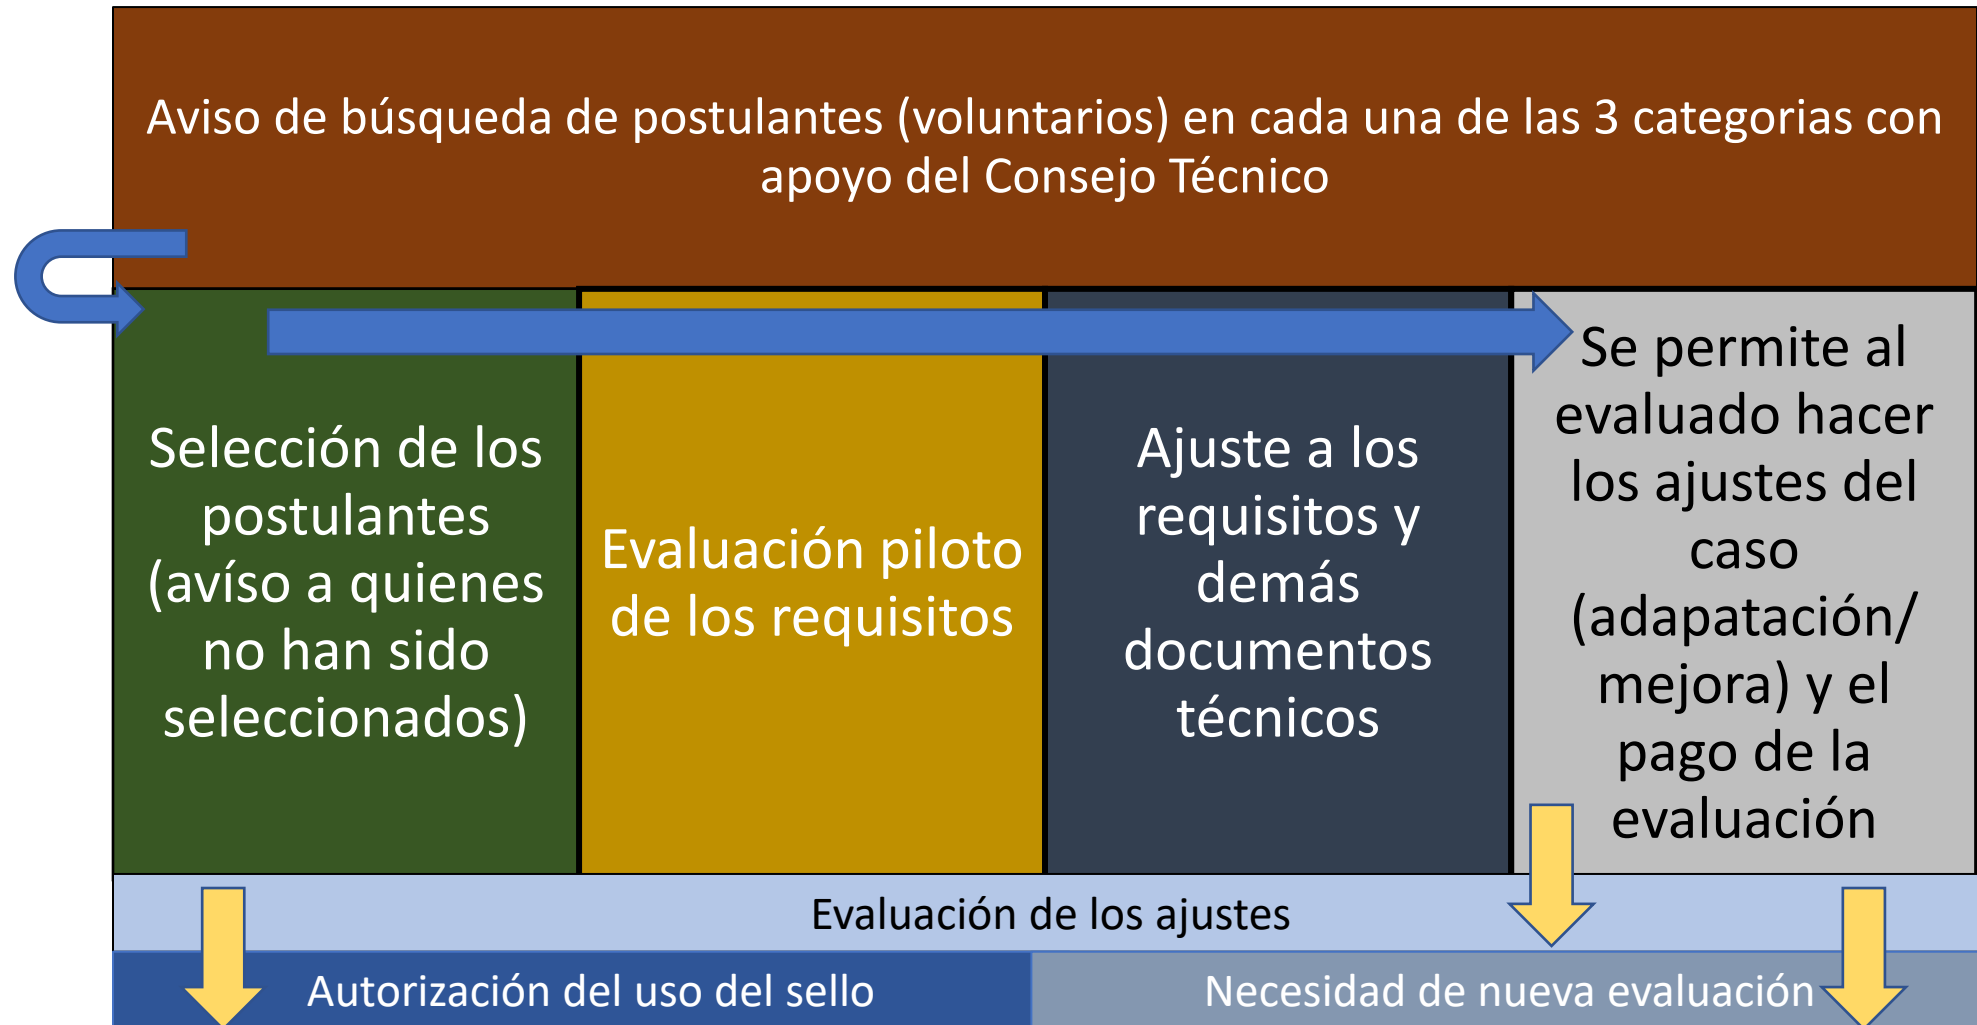 Aviso de búsqueda de postulantes (voluntarios) en cada una de las 3 categorias con
apoyo del Consejo Técnico
Selección de los
postulantes
(avíso a quienes
no han sido
seleccionados)
Evaluación piloto
de los requisitos
Ajuste a los
requisitos y
demás
documentos
técnicos
Se permite al
evaluado hacer
los ajustes del
caso
(adapatación/
mejora) y el
pago de la
evaluación
Evaluación de los ajustes
Autorización del uso del sello
Necesidad de nueva evaluación